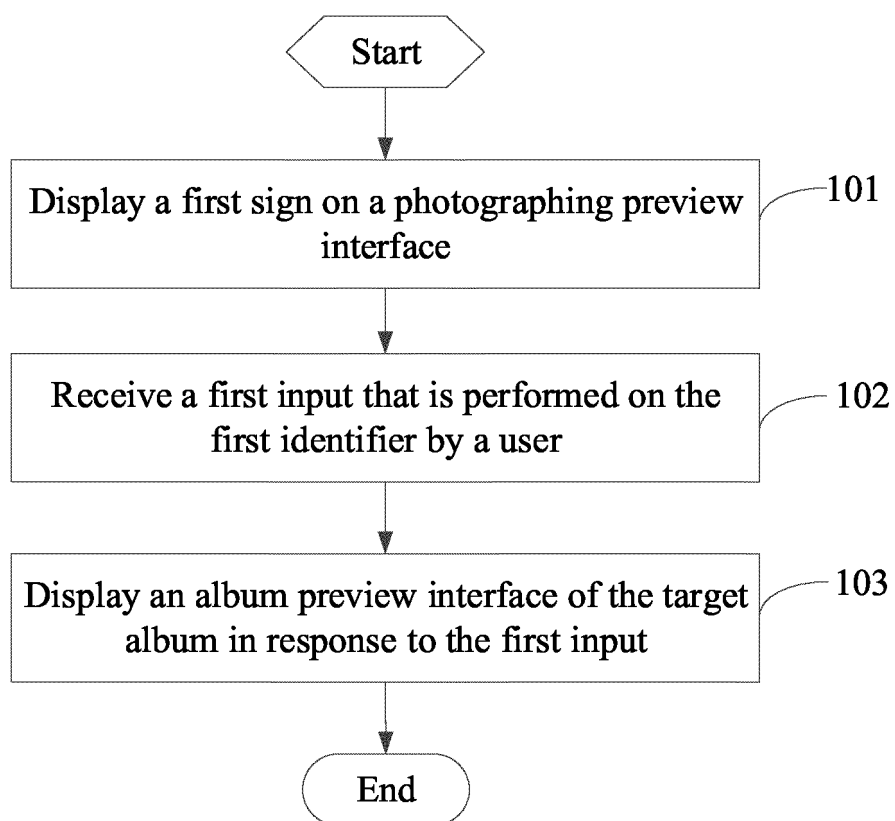 Start
Display a first sign on a photographing preview
interface
101
Receive a first input that is performed on the
first identifier by a user
102
Display an album preview interface of the target
album in response to the first input
103
End